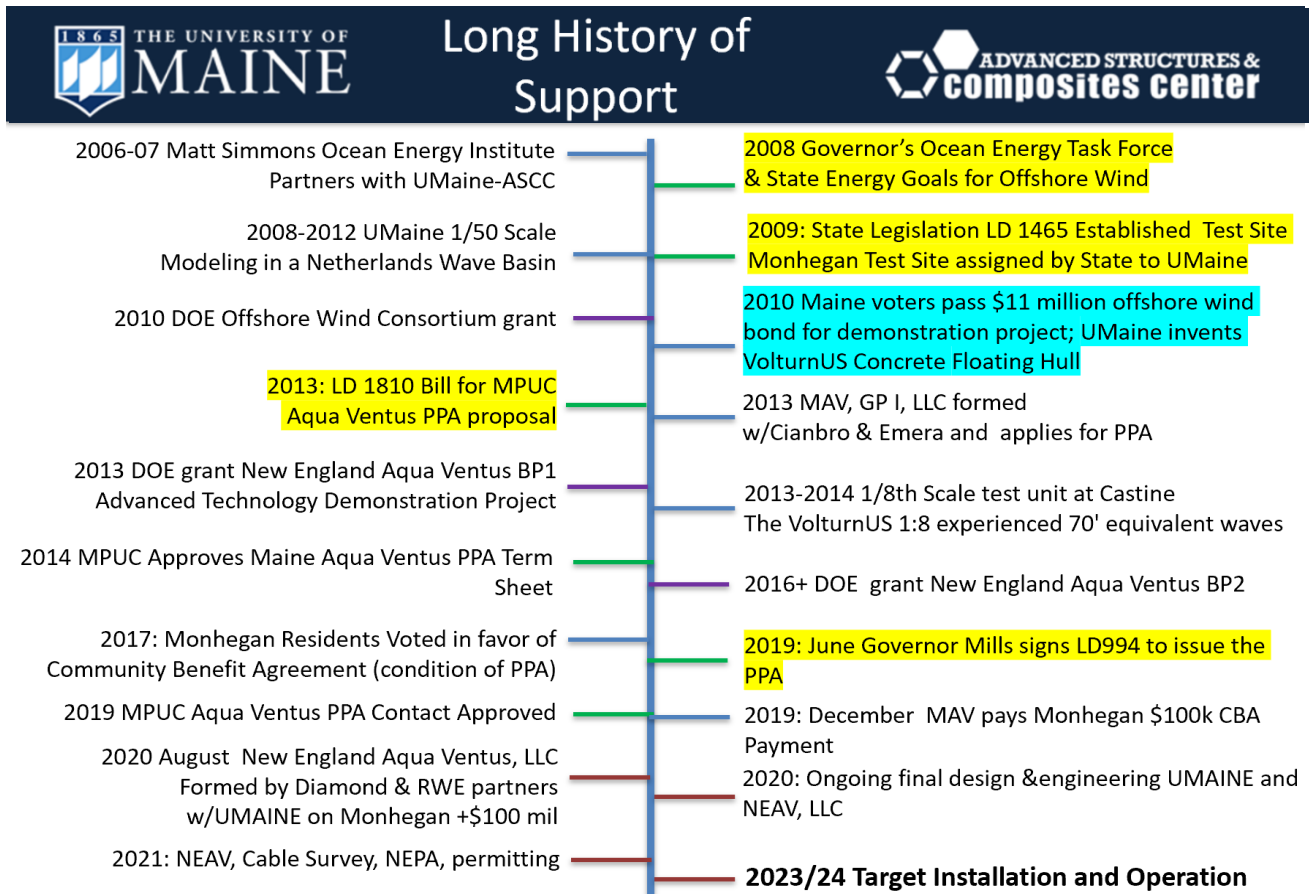 1865
THE UNIVERSITY OF
MAINE
Long History of
Support
ADVANCED STRUCTURES &
composites center
2006-07 Matt Simmons Ocean Energy Institute
Partners with UMaine-ASCC
2008 Governor’s Ocean Energy Task Force
& State Energy Goals for Offshore Wind
2008-2012 UMaine 1/50 Scale
Modeling in a Netherlands Wave Basin
2009: State Legislation LD 1465 Established Test Site
Monhegan Test Site assigned by State to UMaine
2010 DOE Offshore Wind Consortium grant
2010 Maine voters pass $11 million offshore wind
bond for demonstration project; UMaine invents
VolturnUS Concrete Floating Hull
2013: LD 1810 Bill for MPUC
Aqua Ventus PPA proposal
2013 MAV, GP I, LLC formed
w/Cianbro & Emera and applies for PPA
2013 DOE grant New England Aqua Ventus BP1
Advanced Technology Demonstration Project
2013-2014 1/8th Scale test unit at Castine
The VolturnUS 1:8 experienced 70' equivalent waves
2014 MPUC Approves Maine Aqua Ventus PPA Term
Sheet
2016+ DOE grant New England Aqua Ventus BP2
2017: Monhegan Residents Voted in favor of
Community Benefit Agreement (condition of PPA)
2019: June Governor Mills signs LD994 to issue the
PPA
2019 MPUC Aqua Ventus PPA Contact Approved
2019: December MAV pays Monhegan $100k CBA
Payment
2020 August New England Aqua Ventus, LLC
Formed by Diamond & RWE partners
w/UMAINE on Monhegan +$100 mil
2020: Ongoing final design &engineering UMAINE and
NEAV, LLC
2021: NEAV, Cable Survey, NEPA, permitting
2023/24 Target Installation and Operation